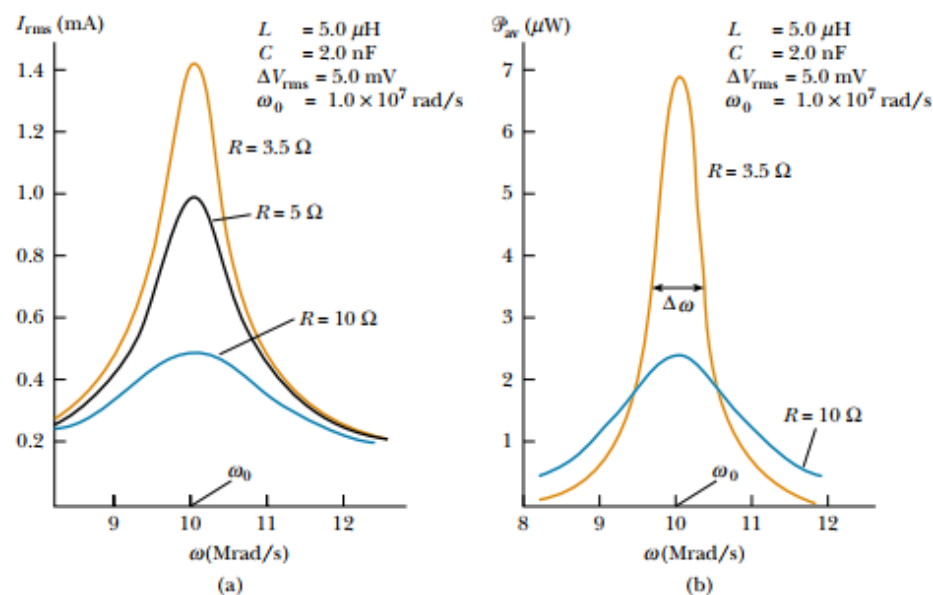 I_rms (mA)
L = 5.0 μH
C = 2.0 nF
ΔV_rms = 5.0 mV
ω_0 = 1.0 × 10^7 rad/s
1.4
1.2
1.0
0.8
0.6
0.4
0.2
R = 3.5 Ω
R = 5 Ω
R = 10 Ω
ω_0
9 10 11 12
ω(Mrad/s)
(a)
𝒫_av (μW)
L = 5.0 μH
C = 2.0 nF
ΔV_rms = 5.0 mV
ω_0 = 1.0 × 10^7 rad/s
7
6
5
4
3
2
1
R = 3.5 Ω
Δω
R = 10 Ω
ω_0
8 9 10 11 12
ω(Mrad/s)
(b)